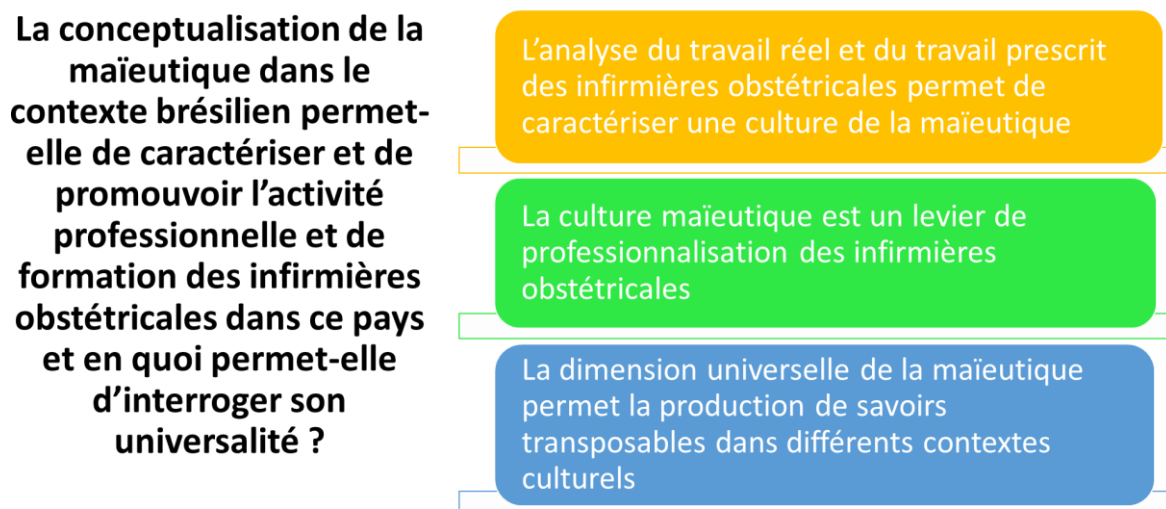 La conceptualisation de la
maïeutique dans le
contexte brésilien permet-
elle de caractériser et de
promouvoir l’activité
professionnelle et de
formation des infirmières
obstétricales dans ce pays
et en quoi permet-elle
d’interroger son
universalité ?
L’analyse du travail réel et du travail prescrit
des infirmières obstétricales permet de
caractériser une culture de la maïeutique
La culture maïeutique est un levier de
professionnalisation des infirmières
obstétricales
La dimension universelle de la maïeutique
permet la production de savoirs
transposables dans différents contextes
culturels